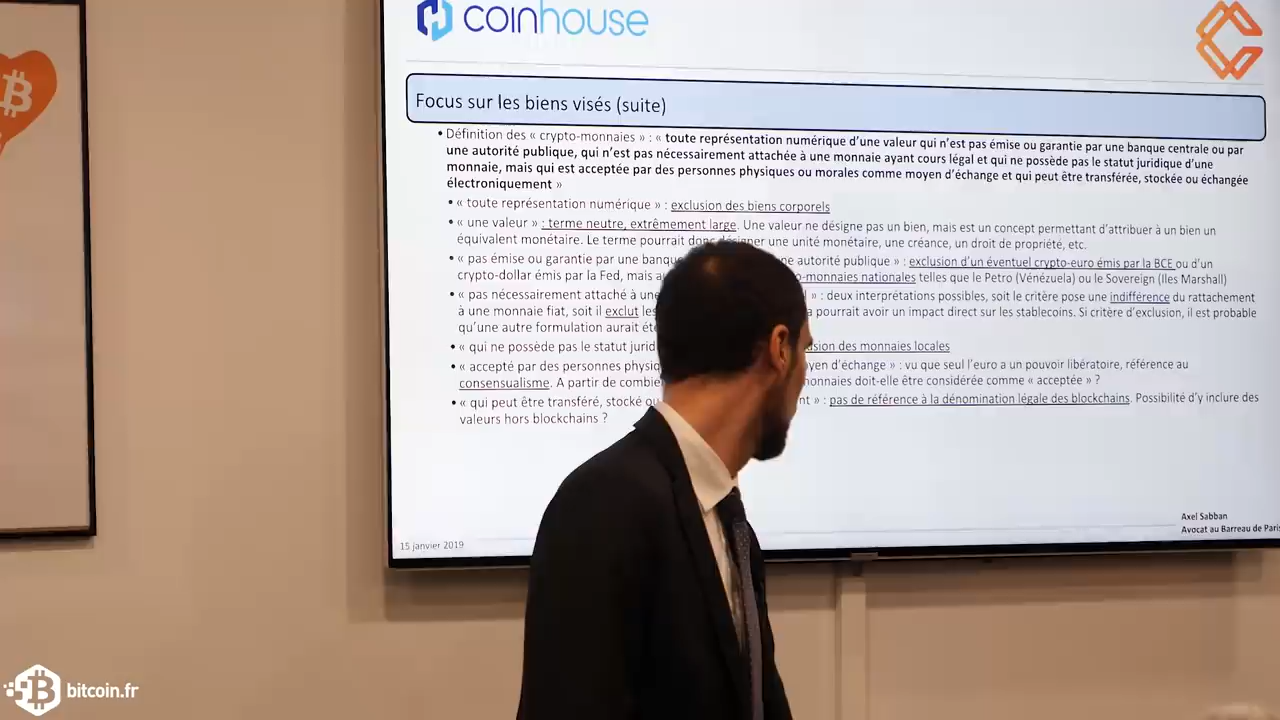 coinhouse
Focus sur les biens visés (suite)
• Définition des « crypto-monnaies » : « toute représentation numérique d'une valeur qui n'est pas émise ou garantie par une banque centrale ou par
une autorité publique, qui n'est pas nécessairement attachée à une monnaie ayant cours légal et qui ne possède pas le statut juridique d'une
monnaie, mais qui est acceptée par des personnes physiques ou morales comme moyen d'échange et qui peut être transférée, stockée ou échangée
électroniquement »
• « toute représentation numérique » : exclusion des biens corporels
• « une valeur » : terme neutre, extrêmement large. Une valeur ne désigne pas un bien, mais est un concept permettant d'attribuer à un bien un
équivalent monétaire. Le terme pourrait donc désigner une unité monétaire, une créance, un droit de propriété, etc.
• « pas émise ou garantie par une banque autorité publique » : exclusion d'un éventuel crypto-euro émis par la BCE ou d'un
crypto-dollar émis par la Fed, mais -monnaies nationales telles que le Petro (Vénézuela) ou le Sovereign (Iles Marshall)
• « pas nécessairement attaché à une » : deux interprétations possibles, soit le critère pose une indifférence du rattachement
à une monnaie fiat, soit il exclut les pourrait avoir un impact direct sur les stablecoins. Si critère d'exclusion, il est probable
qu'une autre formulation aurait été
• « qui ne possède pas le statut jurid usion des monnaies locales
• « accepté par des personnes physiq yen d'échange » : vu que seul l'euro a un pouvoir libératoire, référence au
consensualisme. A partir de combie monnaies doit-elle être considérée comme « acceptée » ?
• « qui peut être transféré, stocké ou nt » : pas de référence à la dénomination légale des blockchains. Possibilité d'y inclure des
valeurs hors blockchains ?
15 janvier 2019
Axel Sabban
Avocat au Barreau de Paris
bitcoin.fr